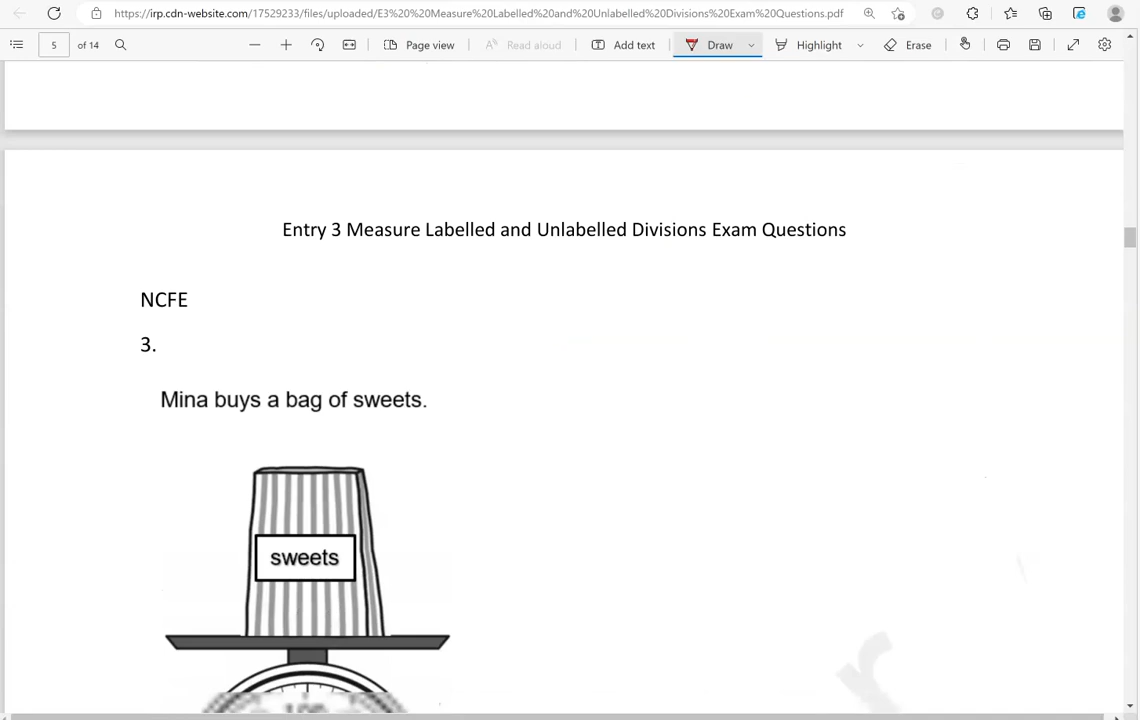 https://irp.cdn-website.com/17529233/files/uploaded/E3%20%20Measure%20Labelled%20and%20Unlabelled%20Divisions%20Exam%20Questions.pdf
5 of 14
Page view
Read aloud
Add text
Draw
Highlight
Erase
Entry 3 Measure Labelled and Unlabelled Divisions Exam Questions
NCFE
3.
Mina buys a bag of sweets.
sweets